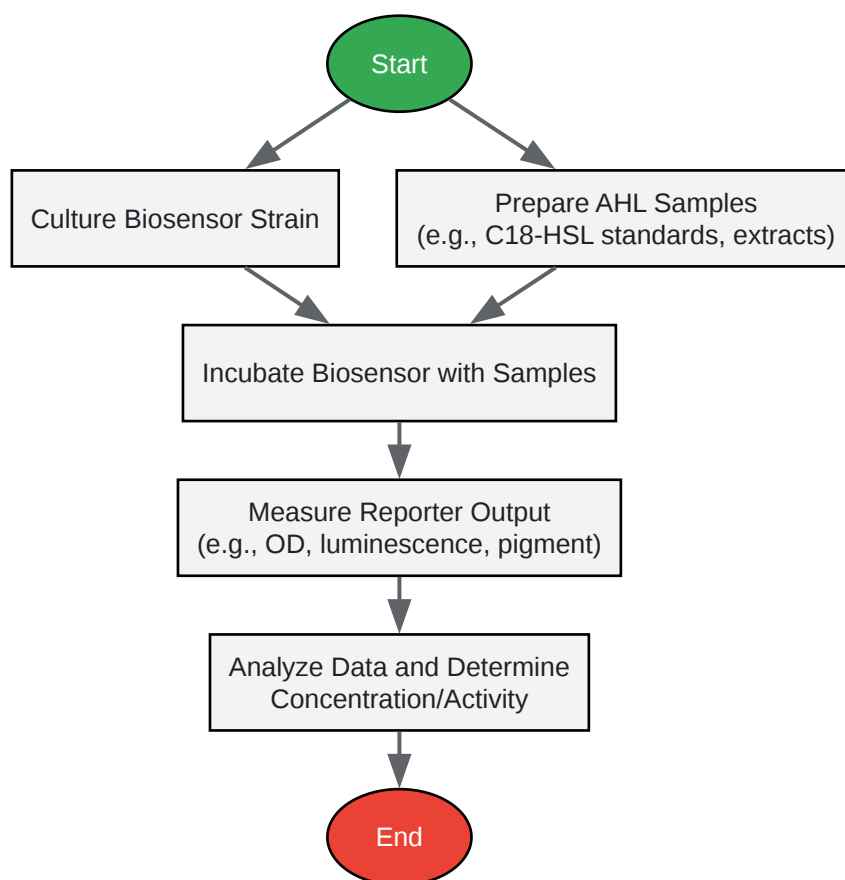 Start
Culture Biosensor Strain
Prepare AHL Samples
(e.g., C18-HSL standards, extracts)
Incubate Biosensor with Samples
Measure Reporter Output
(e.g., OD, luminescence, pigment)
Analyze Data and Determine
Concentration/Activity
End